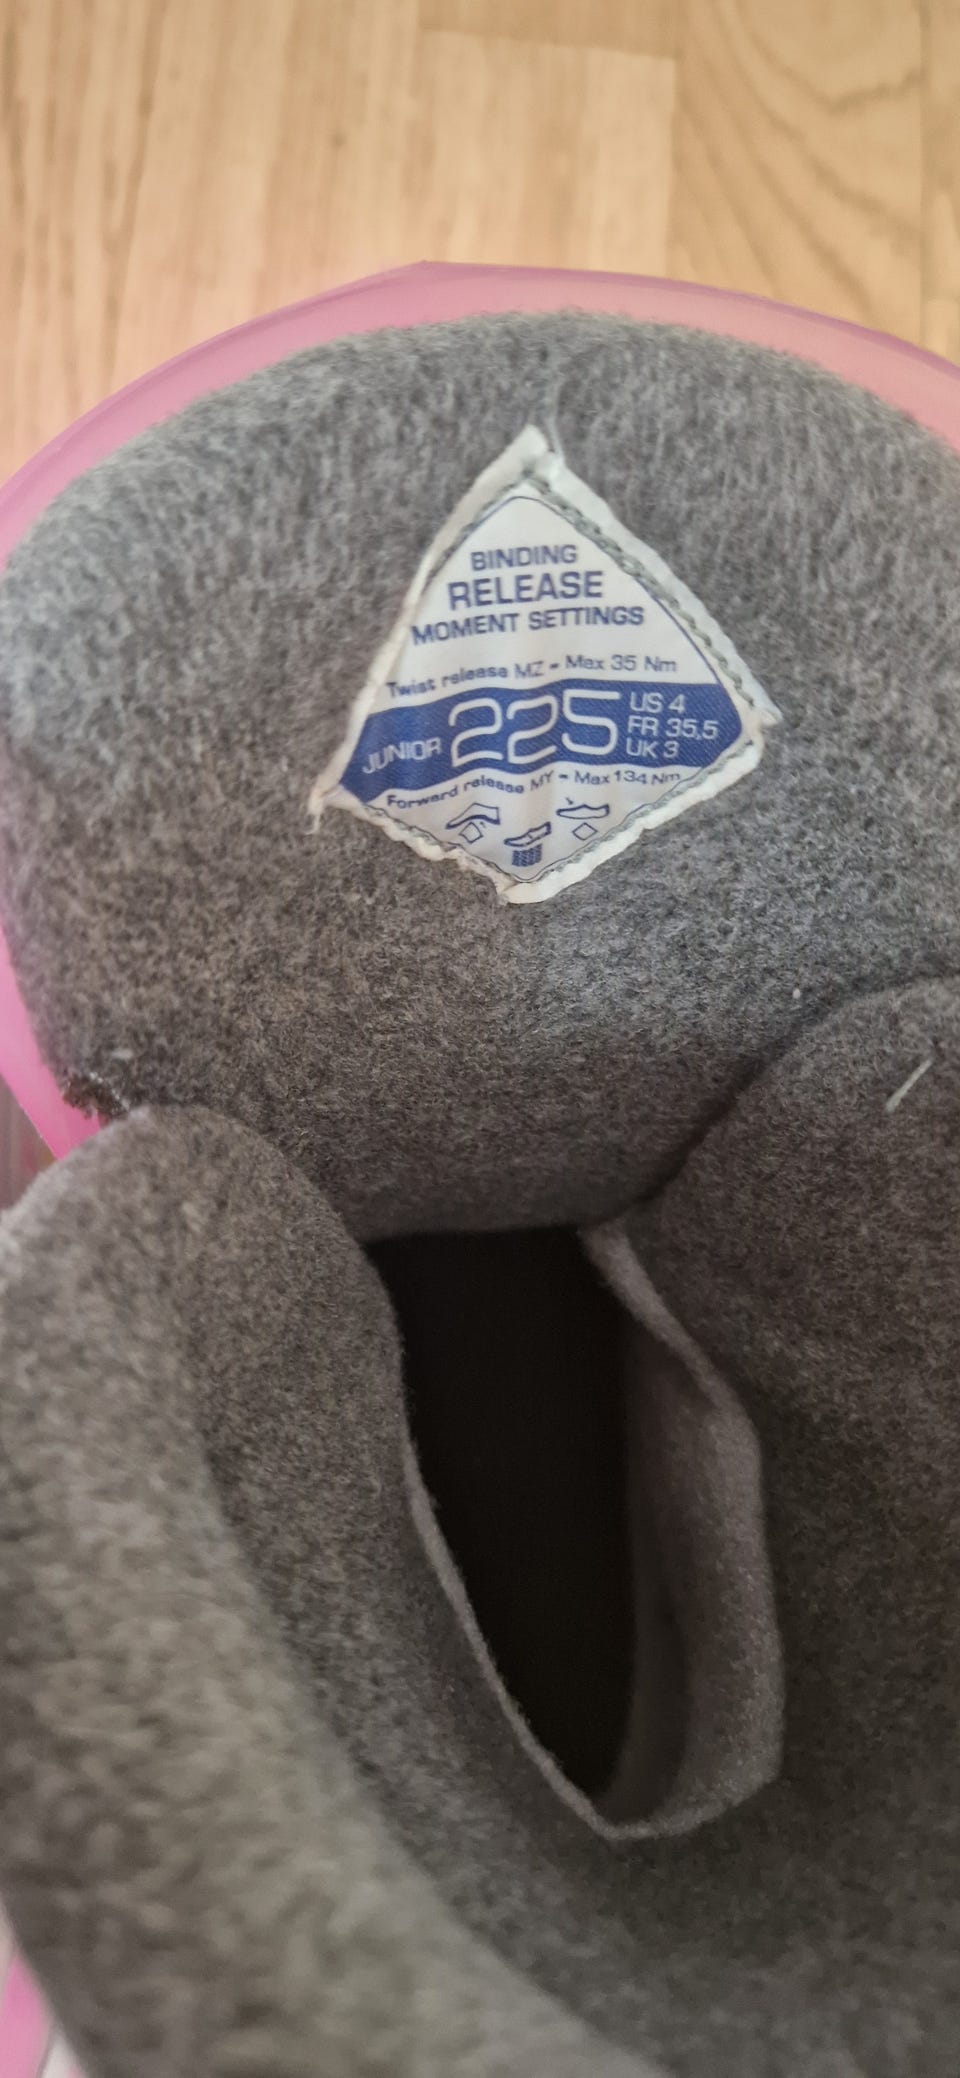 BINDING
RELEASE
MOMENT SETTINGS
Twist release MZ - Max 35 Nm
JUNIOR 225 US 4
FR 35,5
UK 3
Forward release MY - Max 134 Nm